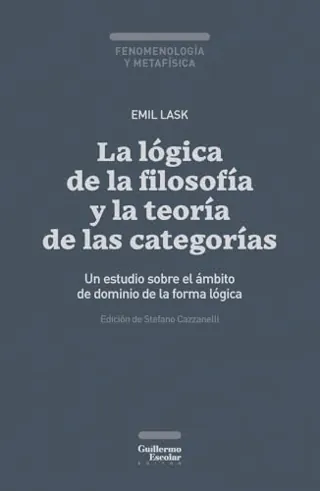 FENOMENOLOGÍA
Y METAFÍSICA
EMIL LASK
La lógica
de la filosofía
y la teoría
de las categorías
Un estudio sobre el ámbito
de dominio de la forma lógica
Edición de Stefano Cazzanelli
Guillermo
Escolar
EDITOR